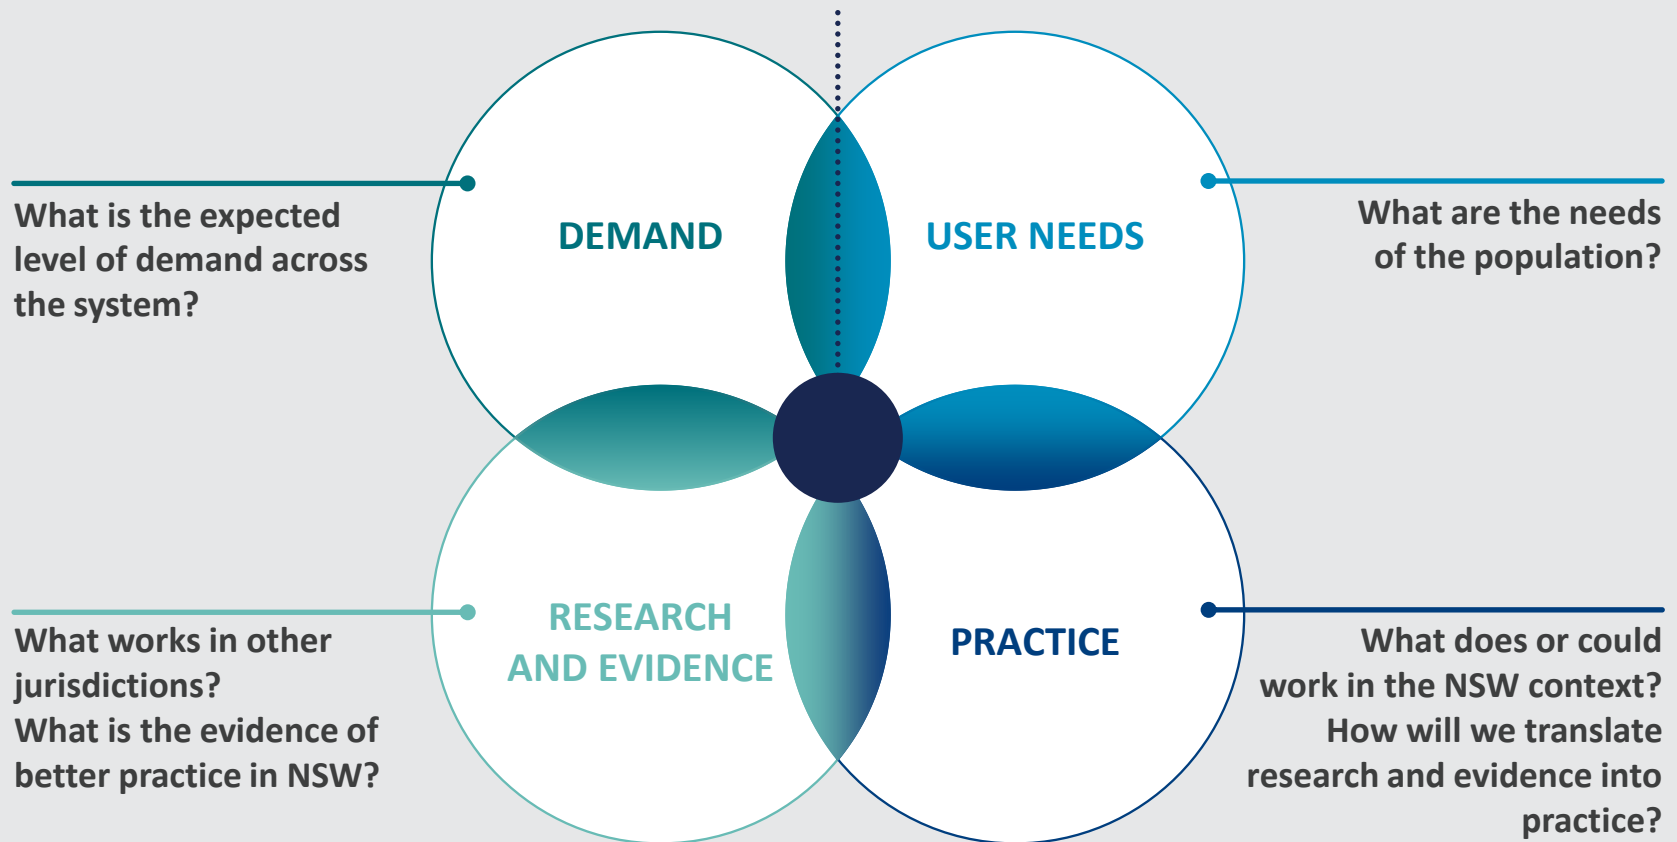 DEMAND
USER NEEDS
What is the expected
level of demand across
the system?
What are the needs
of the population?
RESEARCH
AND EVIDENCE
PRACTICE
What works in other
jurisdictions?
What is the evidence of
better practice in NSW?
What does or could
work in the NSW context?
How will we translate
research and evidence into
practice?